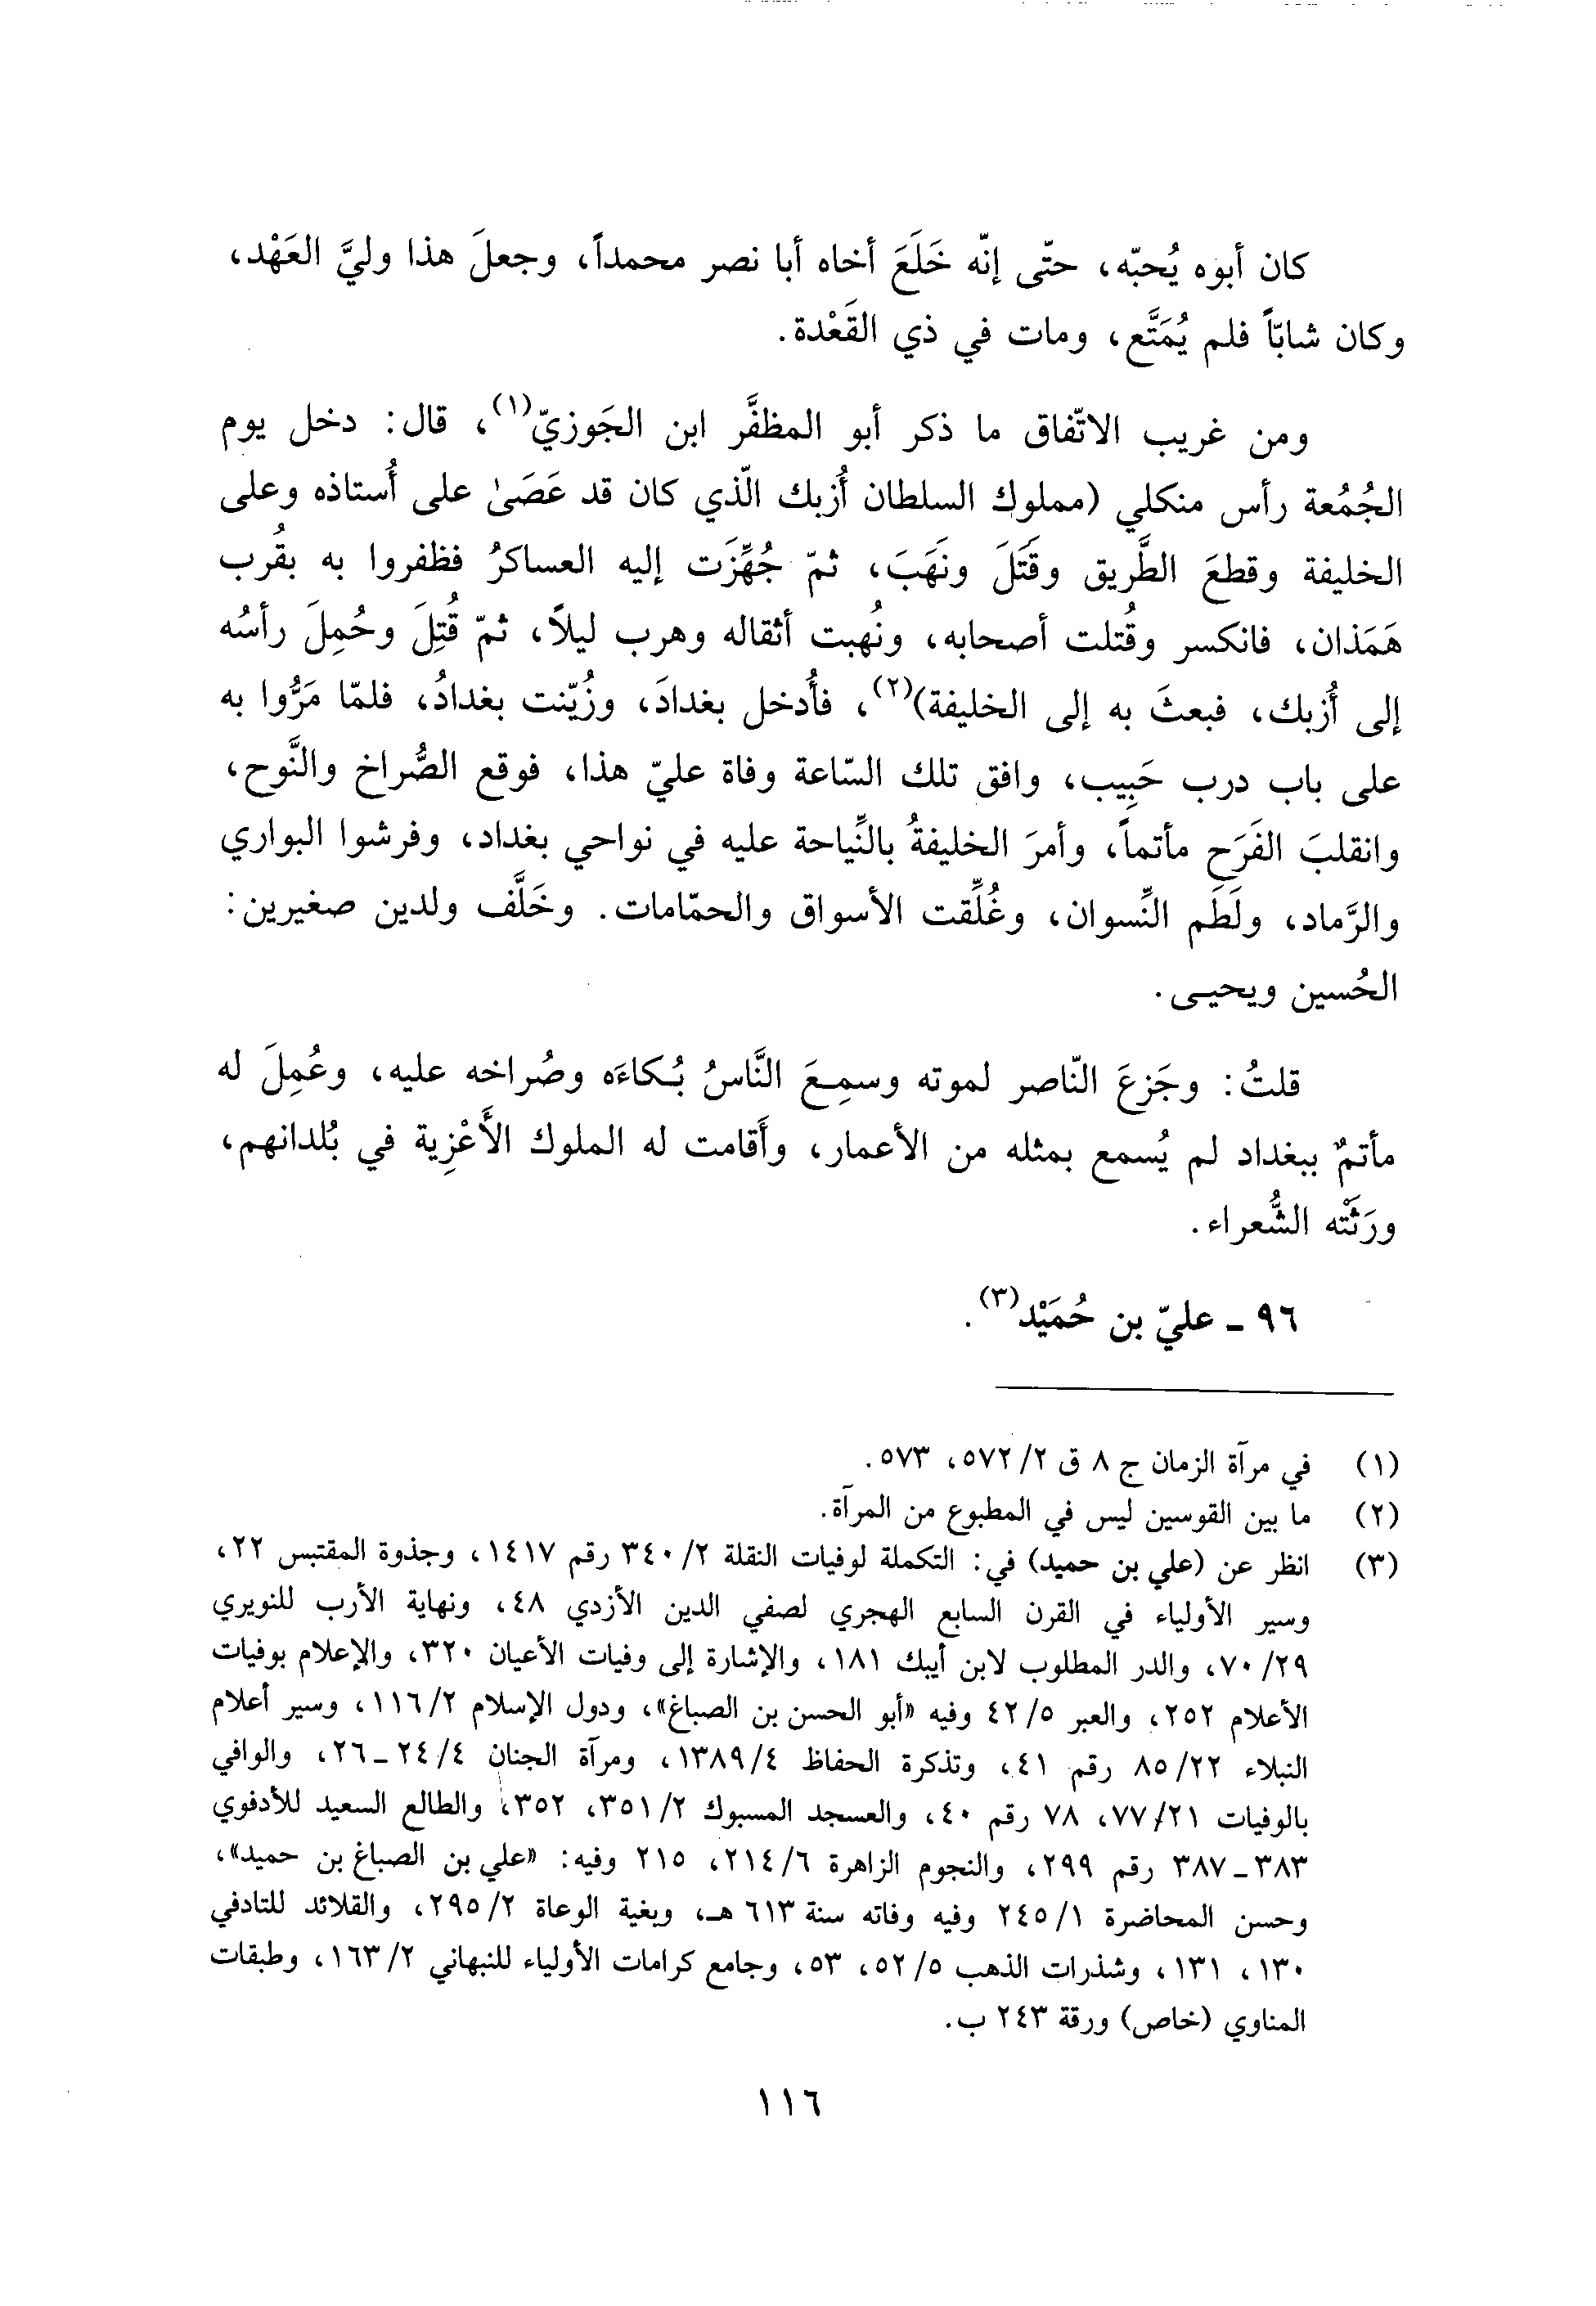 كان أبوه يُحبّه، حتّى إنّه خَلَعَ أخاه أبا نصر محمداً، وجعلَ هذا وليَّ العَهْد،
وكان شابّاً فلم يُمَتَّع، ومات في ذي القَعْدة.
ومن غريب الاتّفاق ما ذكر أبو المظفَّر ابن الجَوزيّ(١)، قال: دخل يوم
الجُمُعة رأس منكلي (مملوك السلطان أُزبك الّذي كان قد عَصَىٰ على أُستاذه وعلى
الخليفة وقطعَ الطَّريق وقَتَلَ ونَهَبَ، ثمّ جُهِّزَت إليه العساكرُ فظفروا به بقُرب
هَمَذان، فانكسر وقُتلت أصحابه، ونُهبت أثقاله وهرب ليلاً، ثمّ قُتِلَ وحُمِلَ رأسُه
إلى أُزبك، فبعثَ به إلى الخليفة)(٢)، فأُدخل بغدادَ، وزُيّنت بغدادُ، فلمّا مَرُّوا به
على باب درب حَبِيب، وافق تلك السّاعة وفاة عليّ هذا، فوقع الصُّراخ والنَّوح،
وانقلبَ الفَرَح مأتماً، وأمرَ الخليفةُ بالنِّياحة عليه في نواحي بغداد، وفرشوا البواري
والرَّماد، ولَطَم النِّسوان، وغُلِّقت الأسواق والحمّامات. وخَلَّف ولدين صغيرين:
الحُسين ويحيـى.
قلتُ: وجَزعَ النّاصر لموته وسمِعَ النَّاسُ بُكاءَه وصُراخه عليه، وعُمِلَ له
مأتمٌ ببغداد لم يُسمع بمثله من الأعمار، وأَقامت له الملوك الأَعْزِية في بُلدانهم،
ورَثَتْه الشُّعراء.
٩٦ ـ عليّ بن حُمَيْد(٣).
(١) في مرآة الزمان ج ٨ ق ٢/ ٥٧٢، ٥٧٣.
(٢) ما بين القوسين ليس في المطبوع من المرآة.
(٣) انظر عن (علي بن حميد) في: التكملة لوفيات النقلة ٢/ ٣٤٠ رقم ١٤١٧، وجذوة المقتبس ٢٢،
وسير الأولياء في القرن السابع الهجري لصفي الدين الأزدي ٤٨، ونهاية الأرب للنويري
٢٩/ ٧٠، والدر المطلوب لابن أيبك ١٨١، والإشارة إلى وفيات الأعيان ٣٢٠، والإعلام بوفيات
الأعلام ٢٥٢، والعبر ٥/ ٤٢ وفيه «أبو الحسن بن الصباغ»، ودول الإسلام ٢/ ١١٦، وسير أعلام
النبلاء ٢٢/ ٨٥ رقم ٤١، وتذكرة الحفاظ ٤/ ١٣٨٩، ومرآة الجنان ٤/ ٢٤ ـ ٢٦، والوافي
بالوفيات ٢١/ ٧٧، ٧٨ رقم ٤٠، والعسجد المسبوك ٢/ ٣٥١، ٣٥٢، والطالع السعيد للأدفوي
٣٨٣ ـ ٣٨٧ رقم ٢٩٩، والنجوم الزاهرة ٦/ ٢١٤، ٢١٥ وفيه: «علي بن الصباغ بن حميد»،
وحسن المحاضرة ١/ ٢٤٥ وفيه وفاته سنة ٦١٣ هـ، وبغية الوعاة ٢/ ٢٩٥، والقلائد للتادفي
١٣٠، ١٣١، وشذرات الذهب ٥/ ٥٢، ٥٣، وجامع كرامات الأولياء للنبهاني ٢/ ١٦٣، وطبقات
المناوي (خاص) ورقة ٢٤٣ ب.
١١٦